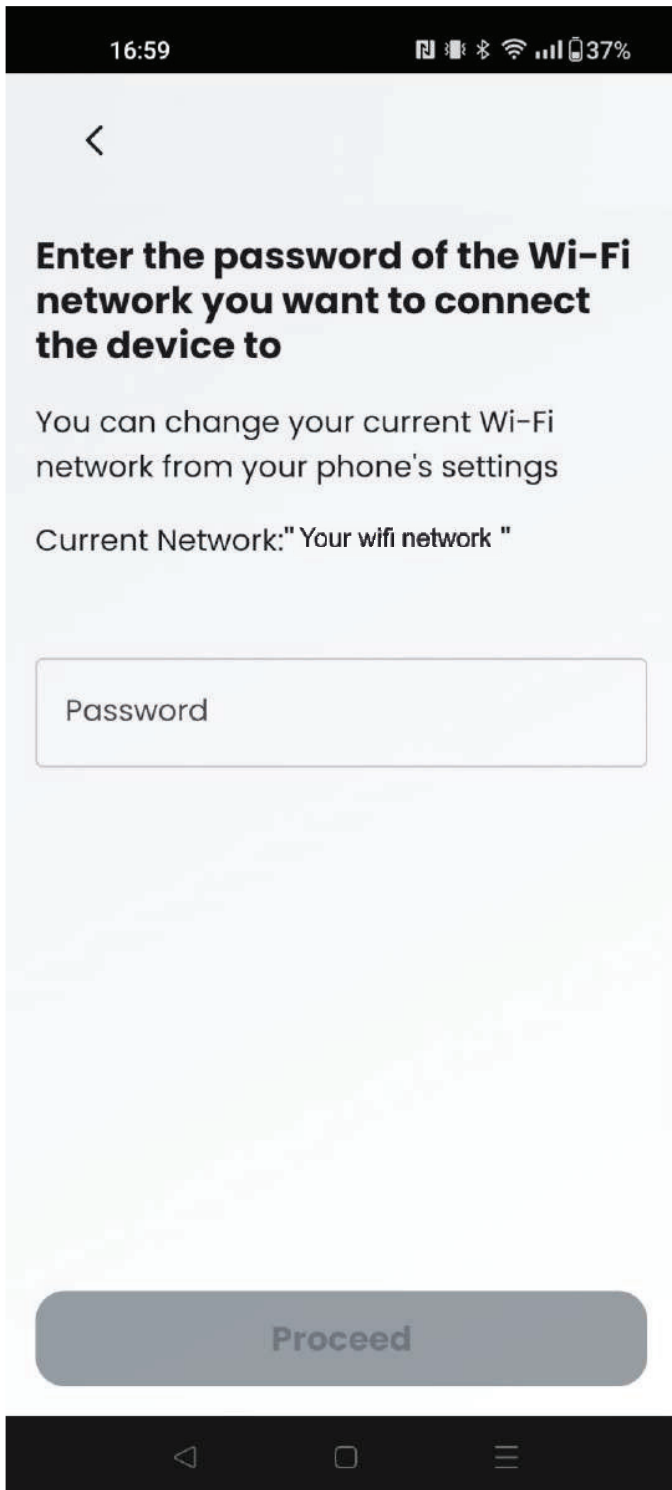 16:59 37%
Enter the password of the Wi-Fi
network you want to connect
the device to
You can change your current Wi-Fi
network from your phone's settings
Current Network:" Your wifi network "
Password
Proceed